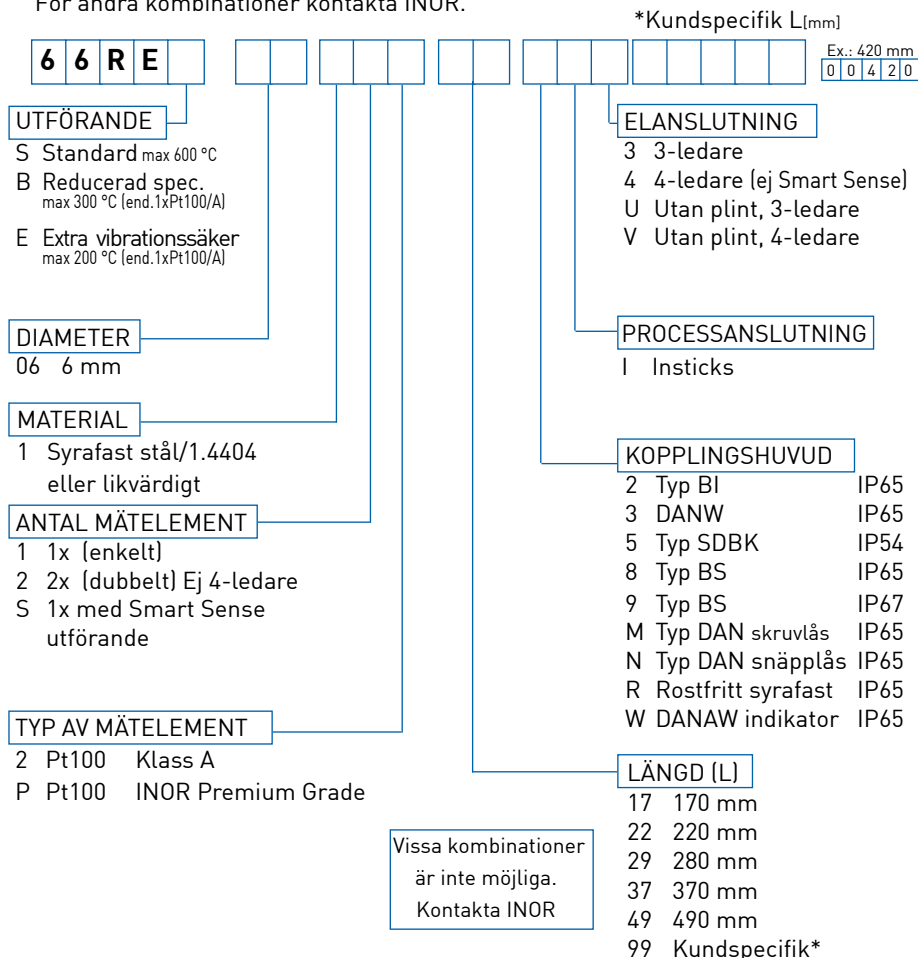 För andra kombinationer kontakta INOR.
*Kundspecifik L[mm]
6 6 R E
Ex.: 420 mm
0 0 4 2 0
UTFÖRANDE
S Standard max 600 °C
B Reducerad spec.
max 300 °C (end.1xPt100/A)
E Extra vibrationssäker
max 200 °C (end.1xPt100/A)
DIAMETER
06 6 mm
MATERIAL
1 Syrafast stål/1.4404
eller likvärdigt
ANTAL MÄTELEMENT
1 1x (enkelt)
2 2x (dubbelt) Ej 4-ledare
S 1x med Smart Sense
utförande
TYP AV MÄTELEMENT
2 Pt100 Klass A
P Pt100 INOR Premium Grade
ELANSLUTNING
3 3-ledare
4 4-ledare (ej Smart Sense)
U Utan plint, 3-ledare
V Utan plint, 4-ledare
PROCESSANSLUTNING
I Insticks
KOPPLINGSHUVUD
2 Typ BI IP65
3 DANW IP65
5 Typ SDBK IP54
8 Typ BS IP65
9 Typ BS IP67
M Typ DAN skruvlås IP65
N Typ DAN snäpplås IP65
R Rostfritt syrafast IP65
W DANAW indikator IP65
LÄNGD (L)
17 170 mm
22 220 mm
29 280 mm
37 370 mm
49 490 mm
99 Kundspecifik*
Vissa kombinationer
är inte möjliga.
Kontakta INOR